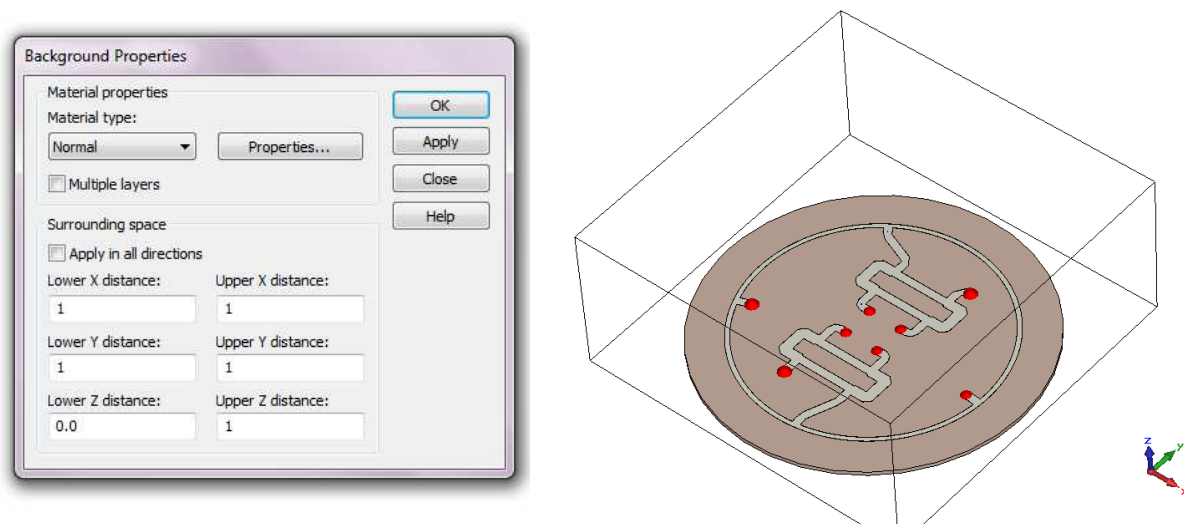 Background Properties
Material properties
Material type:
Normal
Properties...
Multiple layers
OK
Apply
Close
Help
Surrounding space
Apply in all directions
Lower X distance: Upper X distance:
1 1
Lower Y distance: Upper Y distance:
1 1
Lower Z distance: Upper Z distance:
0.0 1
z
y
x